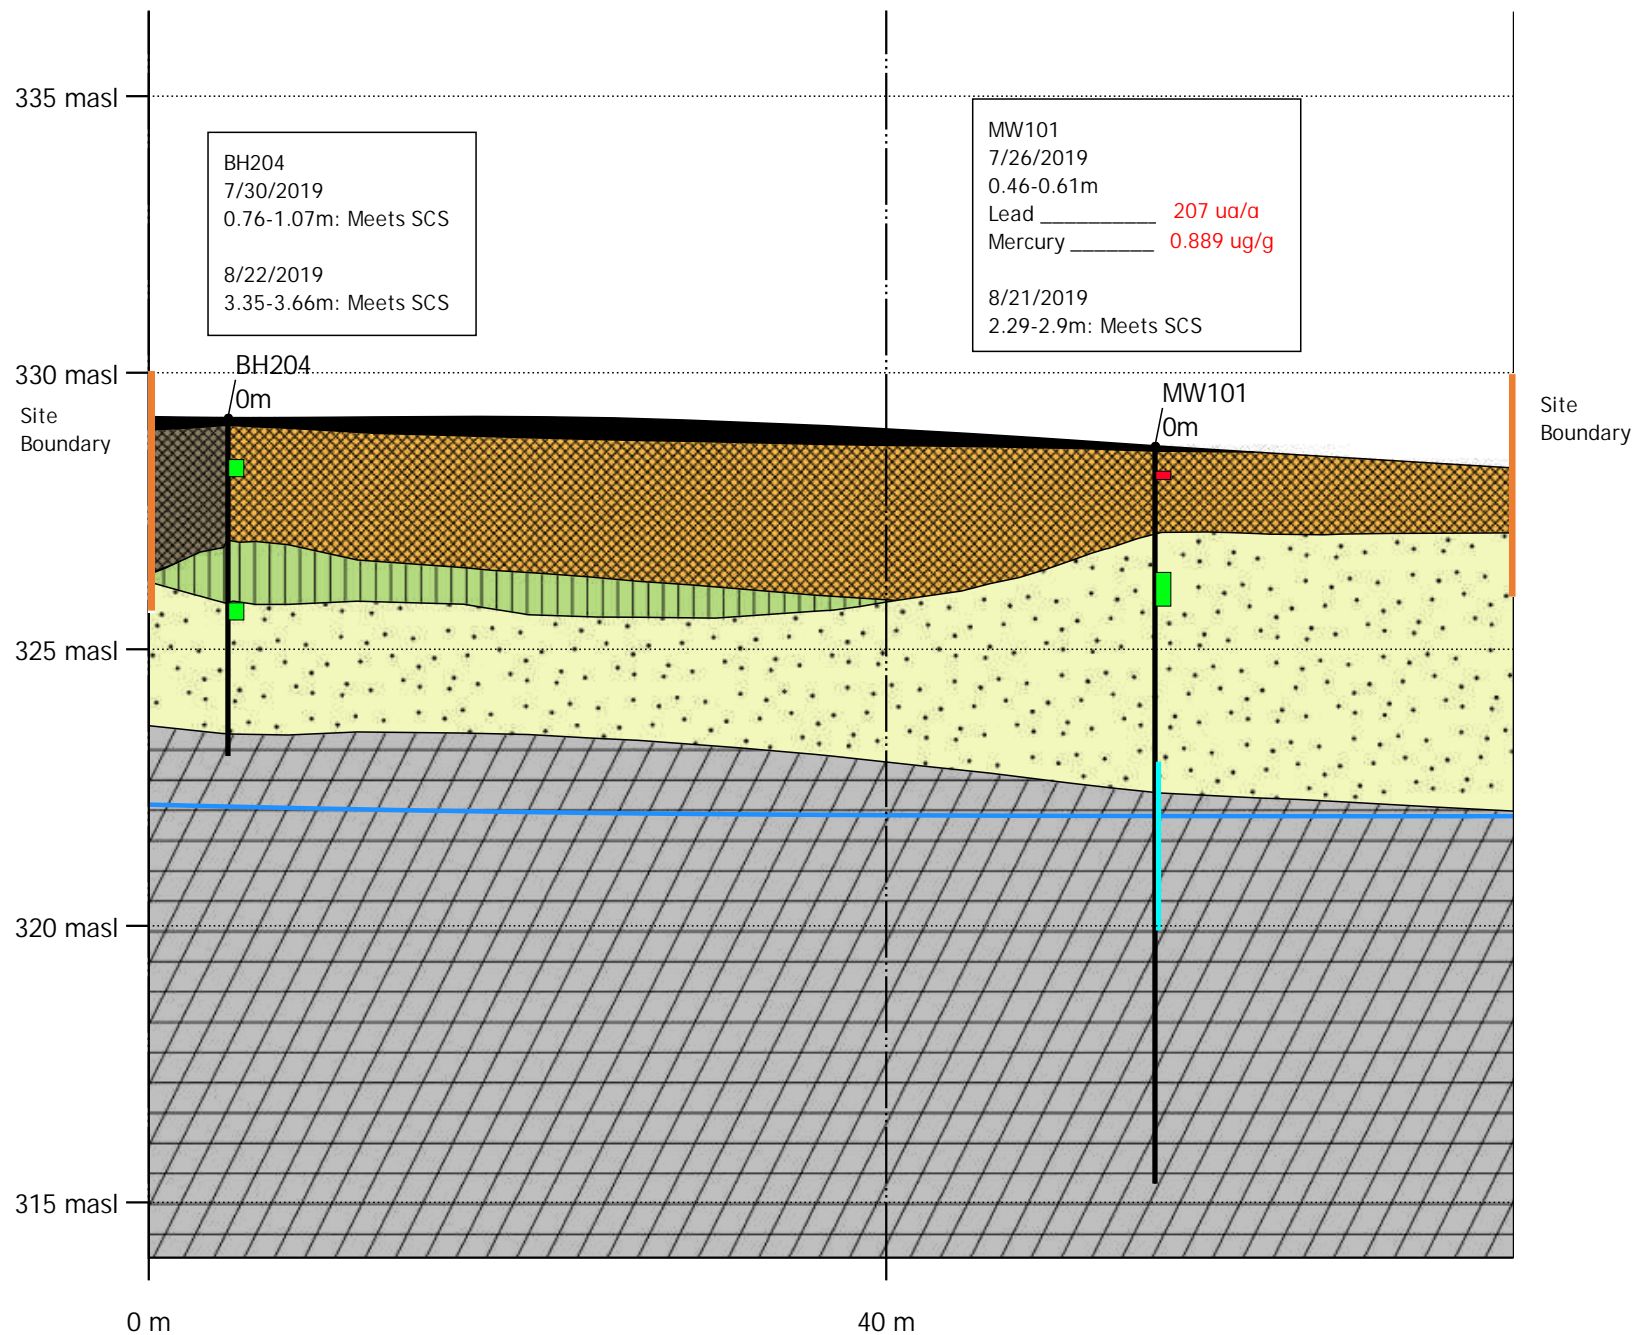 335 masl
BH204
7/30/2019
0.76-1.07m: Meets SCS
8/22/2019
3.35-3.66m: Meets SCS
MW101
7/26/2019
0.46-0.61m
Lead __________ 207 ug/g
Mercury _______ 0.889 ug/g
8/21/2019
2.29-2.9m: Meets SCS
330 masl
BH204
0m
MW101
0m
Site
Boundary
Site
Boundary
325 masl
320 masl
315 masl
0 m
40 m